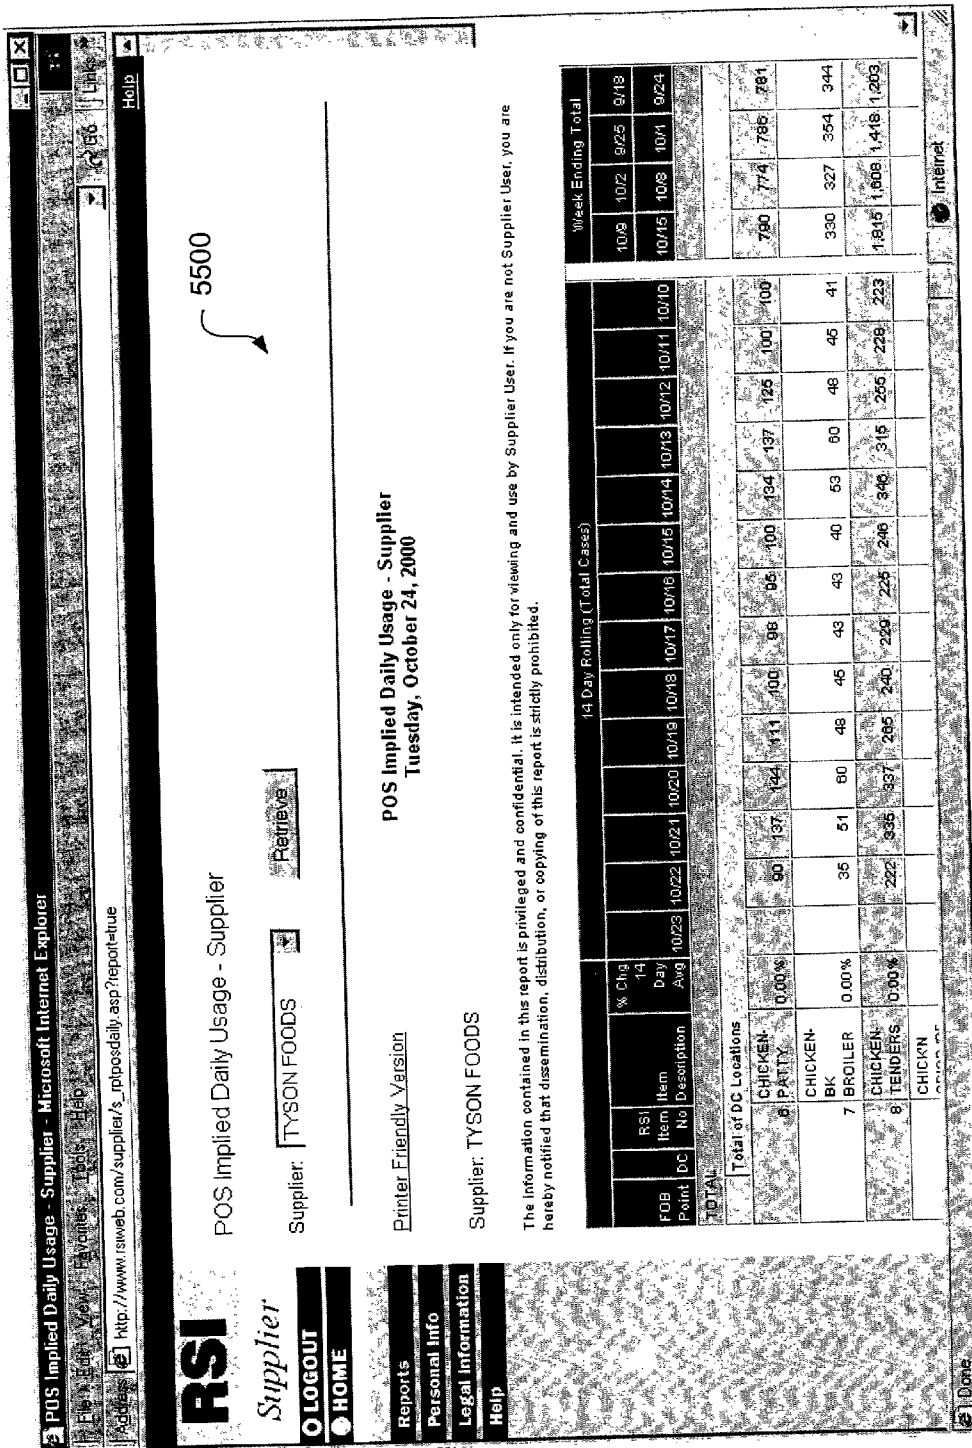 POS Implied Daily Usage - Supplier - Microsoft Internet Explorer
File Edit View Favorites Tools Help
Address http://www.rsiweb.com/supplier/s_rptposdaily.asp?report=true Go Links
Help
RSI
Supplier
LOGOUT
HOME
Reports
Personal Info
Legal Information
Help
POS Implied Daily Usage - Supplier
5500
Supplier: TYSON FOODS Retrieve
Printer Friendly Version
POS Implied Daily Usage - Supplier
Tuesday, October 24, 2000
Supplier: TYSON FOODS
The information contained in this report is privileged and confidential. It is intended only for viewing and use by Supplier User. If you are not Supplier User, you are
hereby notified that dissemination, distribution, or copying of this report is strictly prohibited.
14 Day Rolling (Total Cases) Week Ending Total
% Chg 10/9 10/2 9/25 9/18
RSI 14
FOB Item Item Day
Point DC No Description Avg 10/23 10/22 10/21 10/20 10/19 10/18 10/17 10/16 10/15 10/14 10/13 10/12 10/11 10/10 10/15 10/8 10/1 9/24
TOTAL
Total of DC Locations
6 CHICKEN-PATTY 0.00% 90 137 144 111 100 98 95 100 134 137 125 100 100 790 774 786 781
7 CHICKEN-BK BROILER 0.00% 35 51 60 48 45 43 43 40 53 60 48 45 41 330 327 354 344
8 CHICKEN-TENDERS 0.00% 222 335 337 265 240 229 225 246 346 315 255 228 223 1,815 1,608 1,418 1,203
CHICK'N
Done Internet